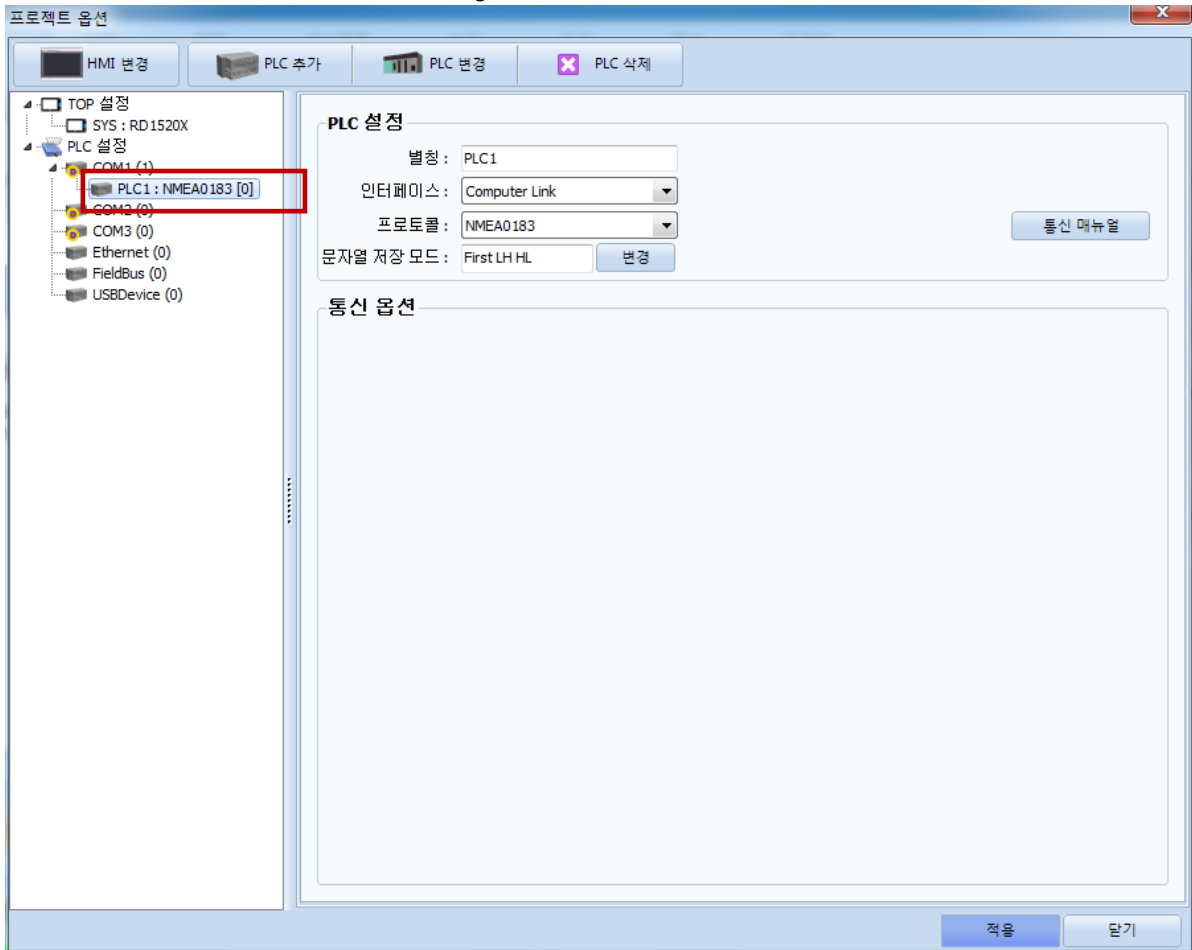 프로젝트 옵션
X
HMI 변경
PLC 추가
PLC 변경
PLC 삭제
TOP 설정
SYS : RD1520X
PLC 설정
COM1 (1)
PLC1 : NMEA0183 [0]
COM2 (0)
COM3 (0)
Ethernet (0)
FieldBus (0)
USBDevice (0)
PLC 설정
별칭 : PLC1
인터페이스 : Computer Link
프로토콜 : NMEA0183
통신 매뉴얼
문자열 저장 모드 : First LH HL 변경
통신 옵션
적용
닫기